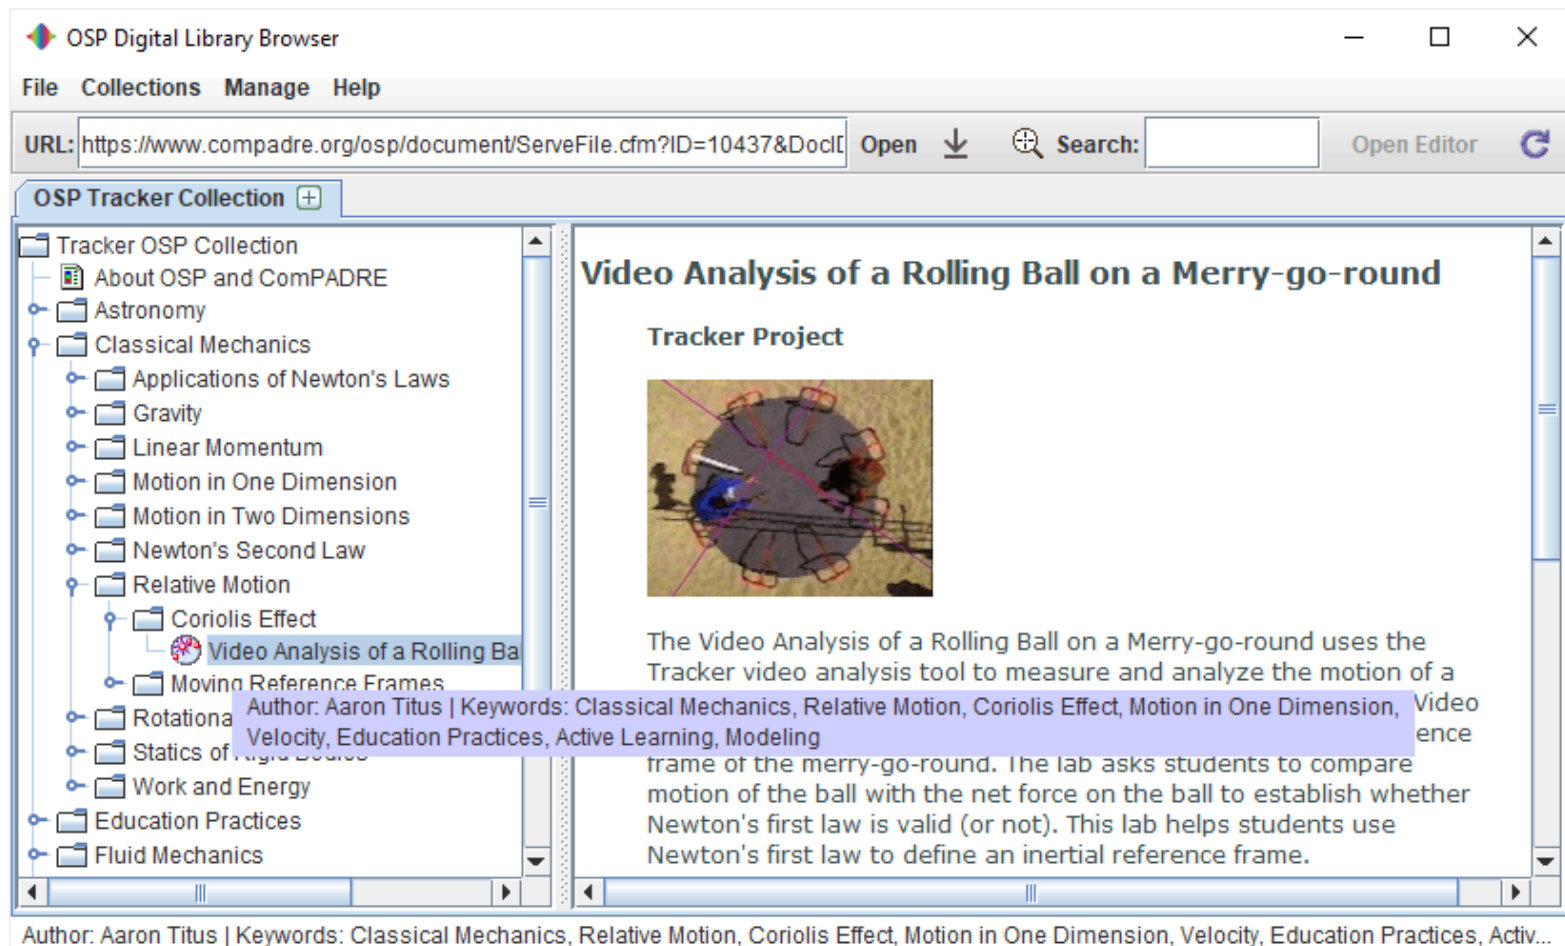 OSP Digital Library Browser
File Collections Manage Help
URL: https://www.compadre.org/osp/document/ServeFile.cfm?ID=10437&DocI Open Search: Open Editor
OSP Tracker Collection
Tracker OSP Collection
About OSP and ComPADRE
Astronomy
Classical Mechanics
Applications of Newton's Laws
Gravity
Linear Momentum
Motion in One Dimension
Motion in Two Dimensions
Newton's Second Law
Relative Motion
Coriolis Effect
Video Analysis of a Rolling Ba
Moving Reference Frames
Rotationa
Statics of Rigid Bodies
Work and Energy
Education Practices
Fluid Mechanics
Video Analysis of a Rolling Ball on a Merry-go-round
Tracker Project
The Video Analysis of a Rolling Ball on a Merry-go-round uses the
Tracker video analysis tool to measure and analyze the motion of a
Video
ence
frame of the merry-go-round. The lab asks students to compare
motion of the ball with the net force on the ball to establish whether
Newton's first law is valid (or not). This lab helps students use
Newton's first law to define an inertial reference frame.
Author: Aaron Titus | Keywords: Classical Mechanics, Relative Motion, Coriolis Effect, Motion in One Dimension,
Velocity, Education Practices, Active Learning, Modeling
Author: Aaron Titus | Keywords: Classical Mechanics, Relative Motion, Coriolis Effect, Motion in One Dimension, Velocity, Education Practices, Activ...